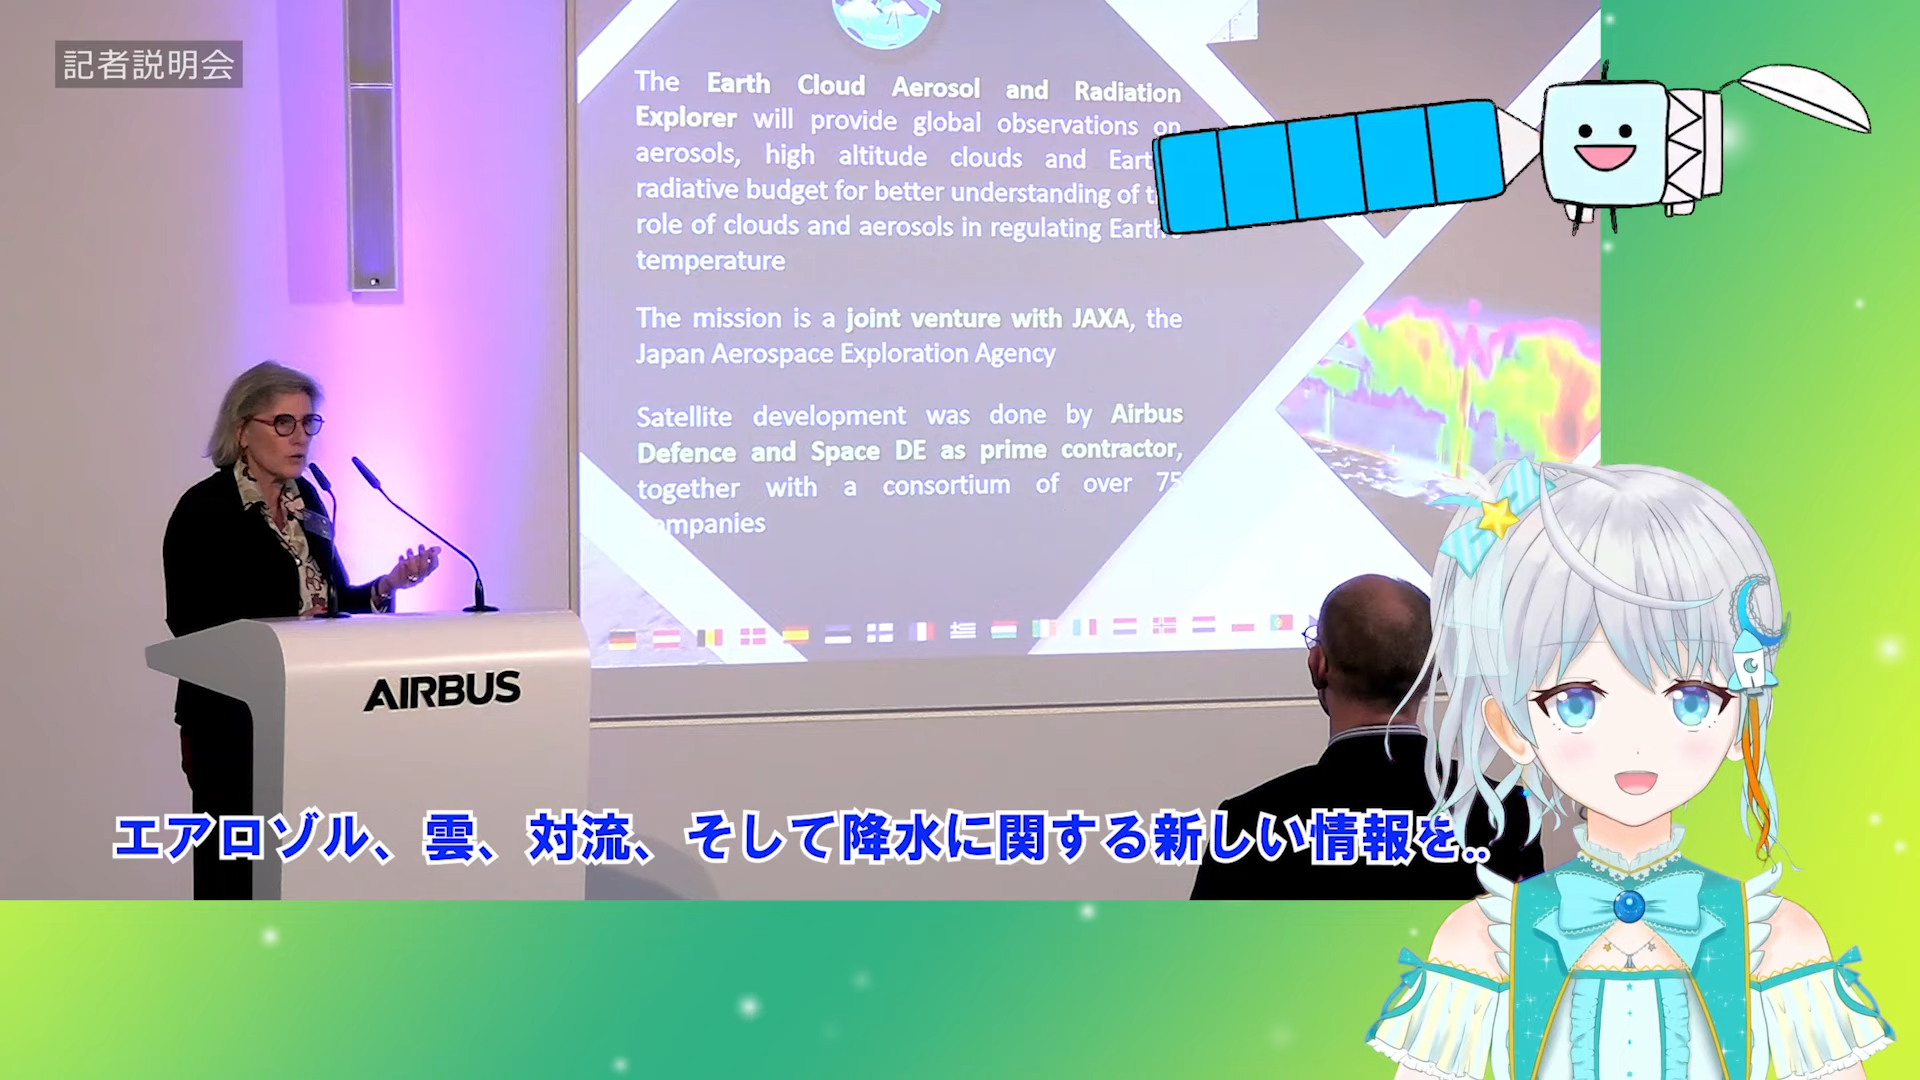 記者説明会
The Earth Cloud Aerosol and Radiation
Explorer will provide global observations on
aerosols, high altitude clouds and
radiative budget for better understanding of
role of clouds and aerosols in regulating
temperature
The mission is a joint venture with JAXA, the
Japan Aerospace Exploration Agency
Satellite development was done by Airbus
Defence and Space DE as prime contractor,
together with a consortium of over 75
companies
AIRBUS
エアロゾル、雲、対流、そして降水に関する新しい情報を..